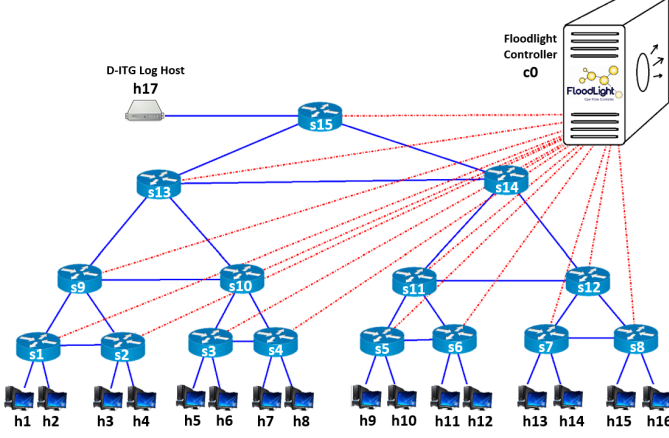 Floodlight
Controller
c0
FloodLight
D-ITG Log Host
h17
s15
s13
s14
s9
s10
s11
s12
s1
s2
s3
s4
s5
s6
s7
s8
h1 h2 h3 h4 h5 h6 h7 h8 h9 h10 h11 h12 h13 h14 h15 h16